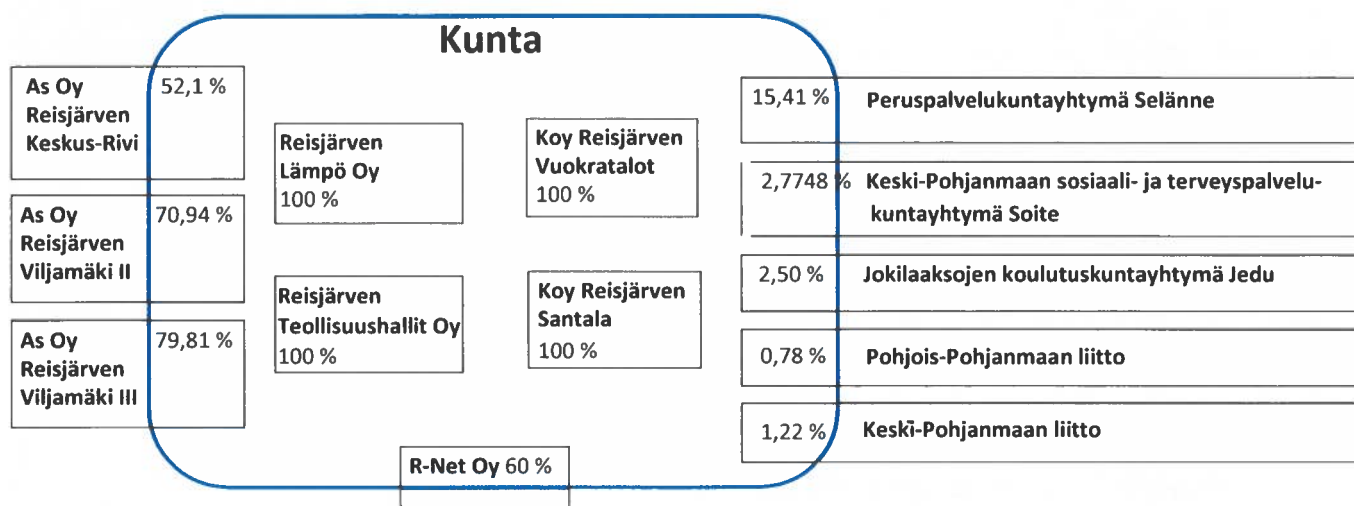 Kunta
As Oy
Reisjärven
Keskus-Rivi
52,1 %
As Oy
Reisjärven
Viljamäki II
70,94 %
As Oy
Reisjärven
Viljamäki III
79,81 %
Reisjärven
Lämpö Oy
100 %
Koy Reisjärven
Vuokratalot
100 %
Reisjärven
Teollisuushallit Oy
100 %
Koy Reisjärven
Santala
100 %
R-Net Oy 60 %
15,41 % Peruspalvelukuntayhtymä Selänne
2,7748 % Keski-Pohjanmaan sosiaali- ja terveyspalvelu-
kuntayhtymä Soite
2,50 % Jokilaaksojen koulutuskuntayhtymä Jedu
0,78 % Pohjois-Pohjanmaan liitto
1,22 % Keski-Pohjanmaan liitto